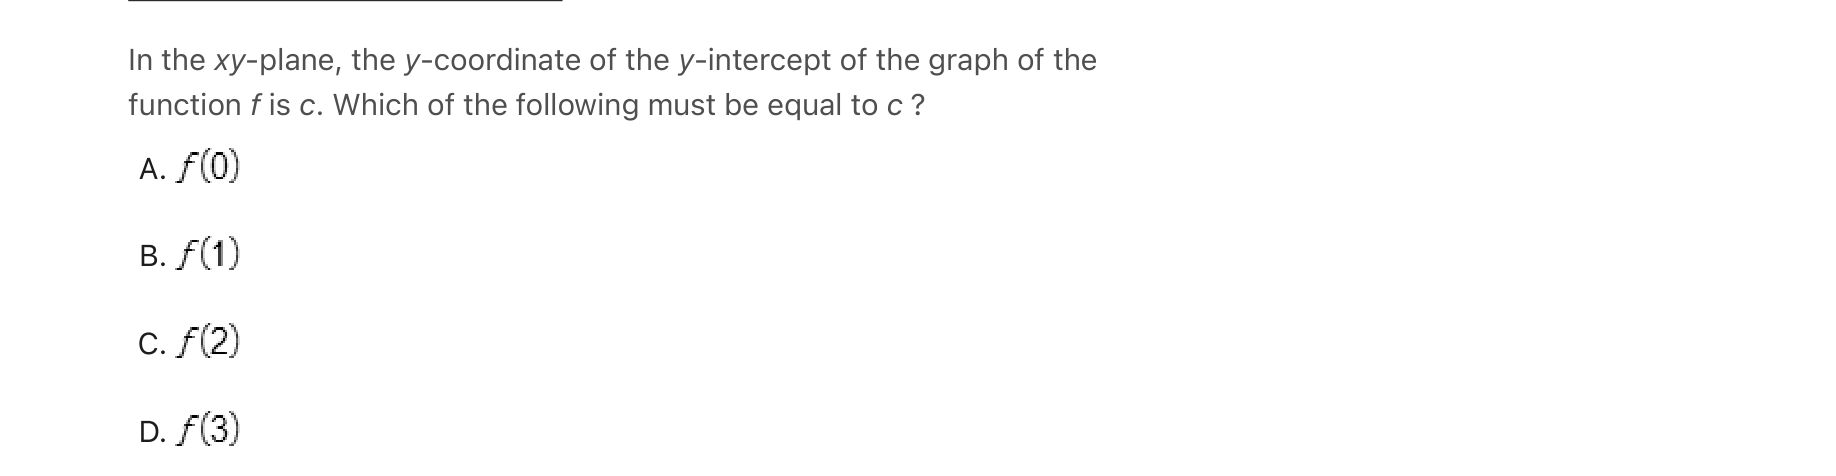 In the xy-plane, the y-coordinate of the y-intercept of the graph of the
function f is c. Which of the following must be equal to c ?
A. f(0)
B. f(1)
C. f(2)
D. f(3)